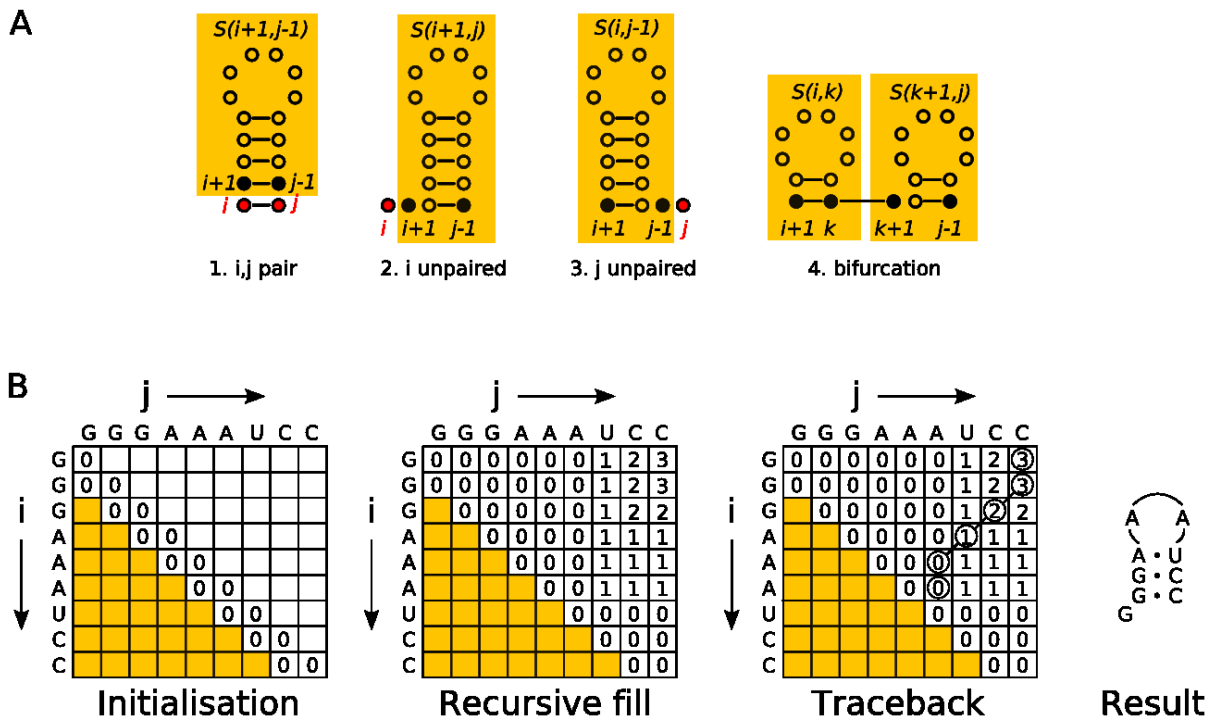 A
S(i+1,j-1)
S(i+1,j)
S(i,j-1)
S(i,k)
S(k+1,j)
i+1
j-1
i
j
i
i+1
j-1
i+1
j-1
j
i+1
k
k+1
j-1
1. i,j pair
2. i unpaired
3. j unpaired
4. bifurcation
B
j
i
G G G A A A U C C
G 0
G 0 0
G 0 0
A 0 0
A 0 0
A 0 0
U 0 0
C 0 0
C 0 0
Initialisation
j
i
G G G A A A U C C
G 0 0 0 0 0 0 1 2 3
G 0 0 0 0 0 0 1 2 3
G 0 0 0 0 0 1 2 2
A 0 0 0 0 1 1 1
A 0 0 0 1 1 1
A 0 0 1 1 1
U 0 0 0 0
C 0 0 0
C 0 0
Recursive fill
j
i
G G G A A A U C C
G 0 0 0 0 0 0 1 2 3
G 0 0 0 0 0 0 1 2 3
G 0 0 0 0 0 1 2 2
A 0 0 0 0 1 1 1
A 0 0 0 1 1 1
A 0 0 1 1 1
U 0 0 0 0
C 0 0 0
C 0 0
Traceback
A A
A · U
G · C
G · C
G
Result